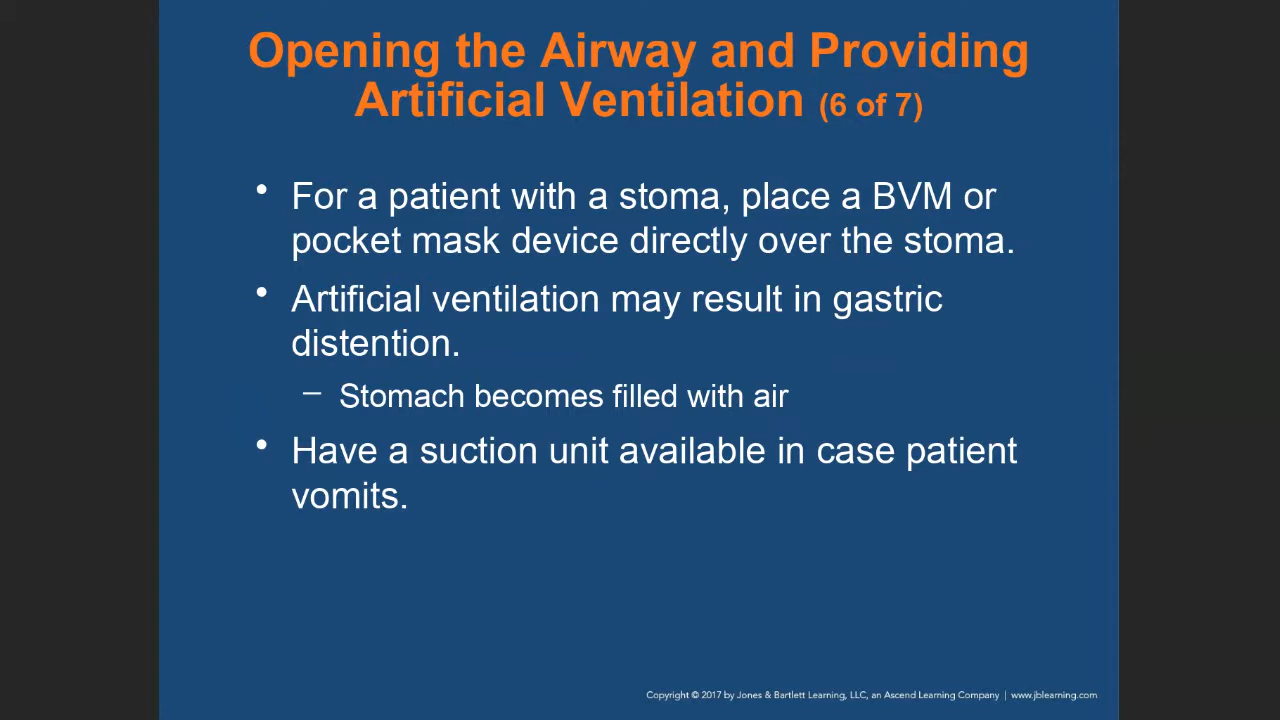 Opening the Airway and Providing
Artificial Ventilation (6 of 7)
• For a patient with a stoma, place a BVM or
pocket mask device directly over the stoma.
• Artificial ventilation may result in gastric
distention.
– Stomach becomes filled with air
• Have a suction unit available in case patient
vomits.
Copyright © 2017 by Jones & Bartlett Learning, LLC, an Ascend Learning Company | www.jblearning.com